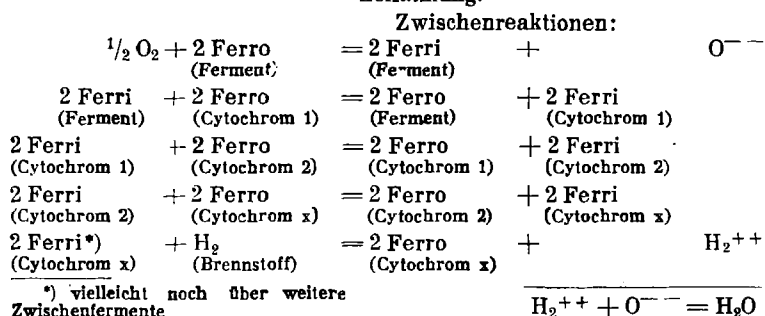 Zwischenreaktionen:
½ O₂ + 2 Ferro = 2 Ferri + O⁻⁻
(Ferment) (Ferment)
2 Ferri + 2 Ferro = 2 Ferro + 2 Ferri
(Ferment) (Cytochrom 1) (Ferment) (Cytochrom 1)
2 Ferri + 2 Ferro = 2 Ferro + 2 Ferri
(Cytochrom 1) (Cytochrom 2) (Cytochrom 1) (Cytochrom 2)
2 Ferri + 2 Ferro = 2 Ferro + 2 Ferri
(Cytochrom 2) (Cytochrom x) (Cytochrom 2) (Cytochrom x)
2 Ferri*) + H₂ = 2 Ferro + H₂⁺⁺
(Cytochrom x) (Brennstoff) (Cytochrom x)
*) vielleicht noch über weitere
Zwischenfermente
H₂⁺⁺ + O⁻⁻ = H₂O